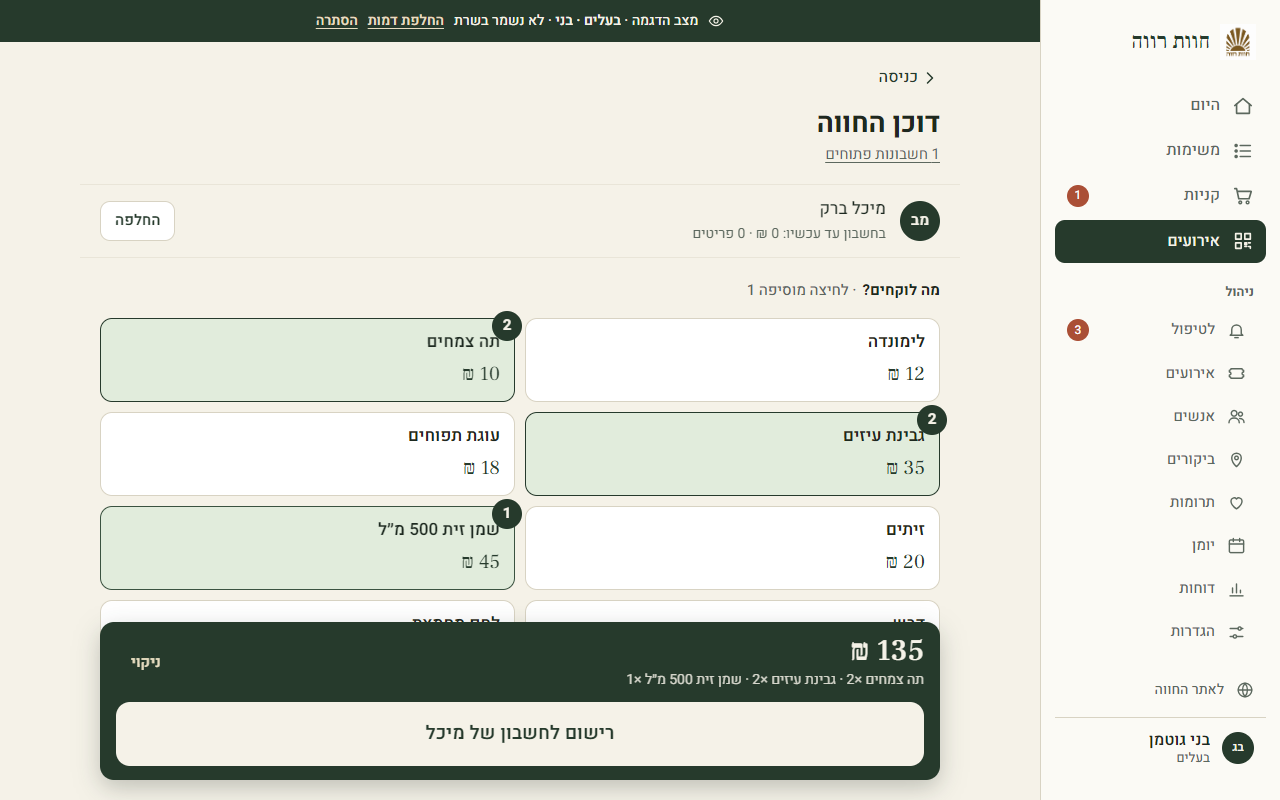 מצב הדגמה · בעלים · בני · לא נשמר בשרת החלפת דמות הסתרה
חוות רווה
היום
משימות
קניות 1
אירועים
ניהול
לטיפול 3
אירועים
אנשים
ביקורים
תרומות
יומן
דוחות
הגדרות
לאתר החווה
בג בני גוטמן
בעלים
כניסה
דוכן החווה
1 חשבונות פתוחים
מב מיכל ברק
בחשבון עד עכשיו: 0 ₪ · 0 פריטים
החלפה
מה לוקחים? · לחיצה מוסיפה 1
לימונדה
12 ₪
2
תה צמחים
10 ₪
2
גבינת עיזים
35 ₪
עוגת תפוחים
18 ₪
זיתים
20 ₪
1
שמן זית 500 מ״ל
45 ₪
דבש
לחם מחמצת
135 ₪
תה צמחים ×2 · גבינת עיזים ×2 · שמן זית 500 מ״ל ×1
ניקוי
רישום לחשבון של מיכל